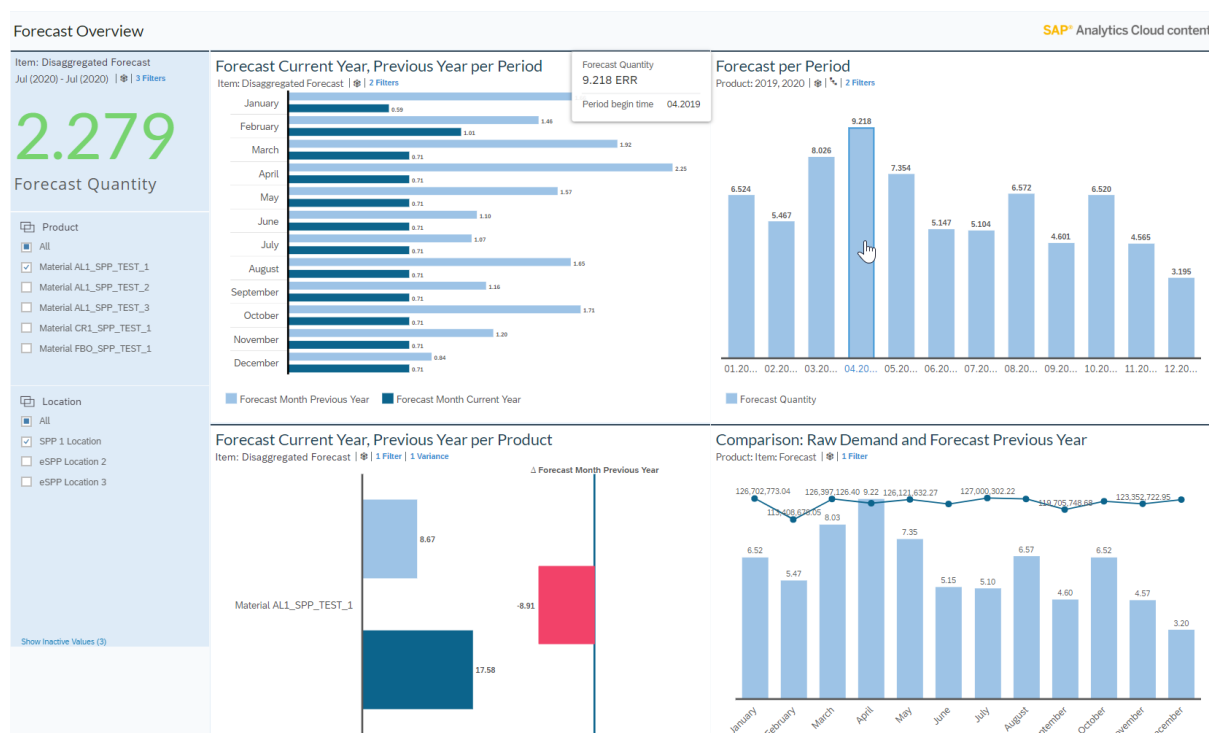 Forecast Overview
SAP® Analytics Cloud content
Item: Disaggregated Forecast
Jul (2020) - Jul (2020) | 3 Filters
2.279
Forecast Quantity
Product
All
Material AL1_SPP_TEST_1
Material AL1_SPP_TEST_2
Material AL1_SPP_TEST_3
Material CR1_SPP_TEST_1
Material FBO_SPP_TEST_1
Location
All
SPP 1 Location
eSPP Location 2
eSPP Location 3
Show Inactive Values (3)
Forecast Current Year, Previous Year per Period
Item: Disaggregated Forecast | 2 Filters
January
0.59
February
1.46
1.01
March
1.92
0.71
April
2.25
0.71
May
1.57
0.71
June
1.10
0.71
July
1.07
0.71
August
1.65
0.71
September
1.16
0.71
October
1.71
0.71
November
1.20
0.71
December
0.84
0.71
Forecast Month Previous Year
Forecast Month Current Year
Forecast Quantity
9.218 ERR
Period begin time 04.2019
Forecast per Period
Product: 2019, 2020 | 2 Filters
6.524
5.467
8.026
9.218
7.354
5.147
5.104
6.572
4.601
6.520
4.565
3.195
01.20... 02.20... 03.20... 04.20... 05.20... 06.20... 07.20... 08.20... 09.20... 10.20... 11.20... 12.20...
Forecast Quantity
Forecast Current Year, Previous Year per Product
Item: Disaggregated Forecast | 1 Filter | 1 Variance
Δ Forecast Month Previous Year
8.67
Material AL1_SPP_TEST_1
-8.91
17.58
Comparison: Raw Demand and Forecast Previous Year
Product: Item: Forecast | 1 Filter
126,702,773.04
126,397,126.40
9.22
126,121,632.27
127,000,302.22
119,705,748.68
123,352,722.95
6.52
5.47
8.03
7.35
5.15
5.10
6.57
4.60
6.52
4.57
3.20
January
February
March
April
May
June
July
August
October